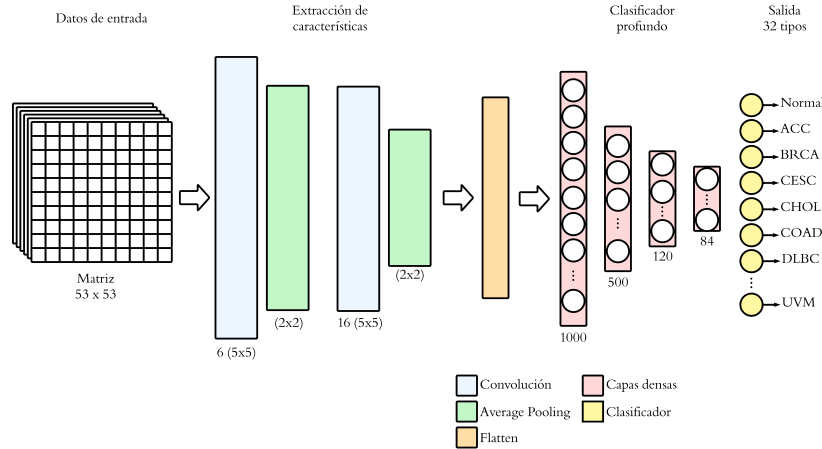 Datos de entrada
Extracción de
características
Clasificador
profundo
Salida
32 tipos
Matriz
53 x 53
6 (5x5)
(2x2)
16 (5x5)
(2x2)
1000
500
120
84
Norma
ACC
BRCA
CESC
CHOL
COAD
DLBC
UVM
Convolución
Average Pooling
Flatten
Capas densas
Clasificador